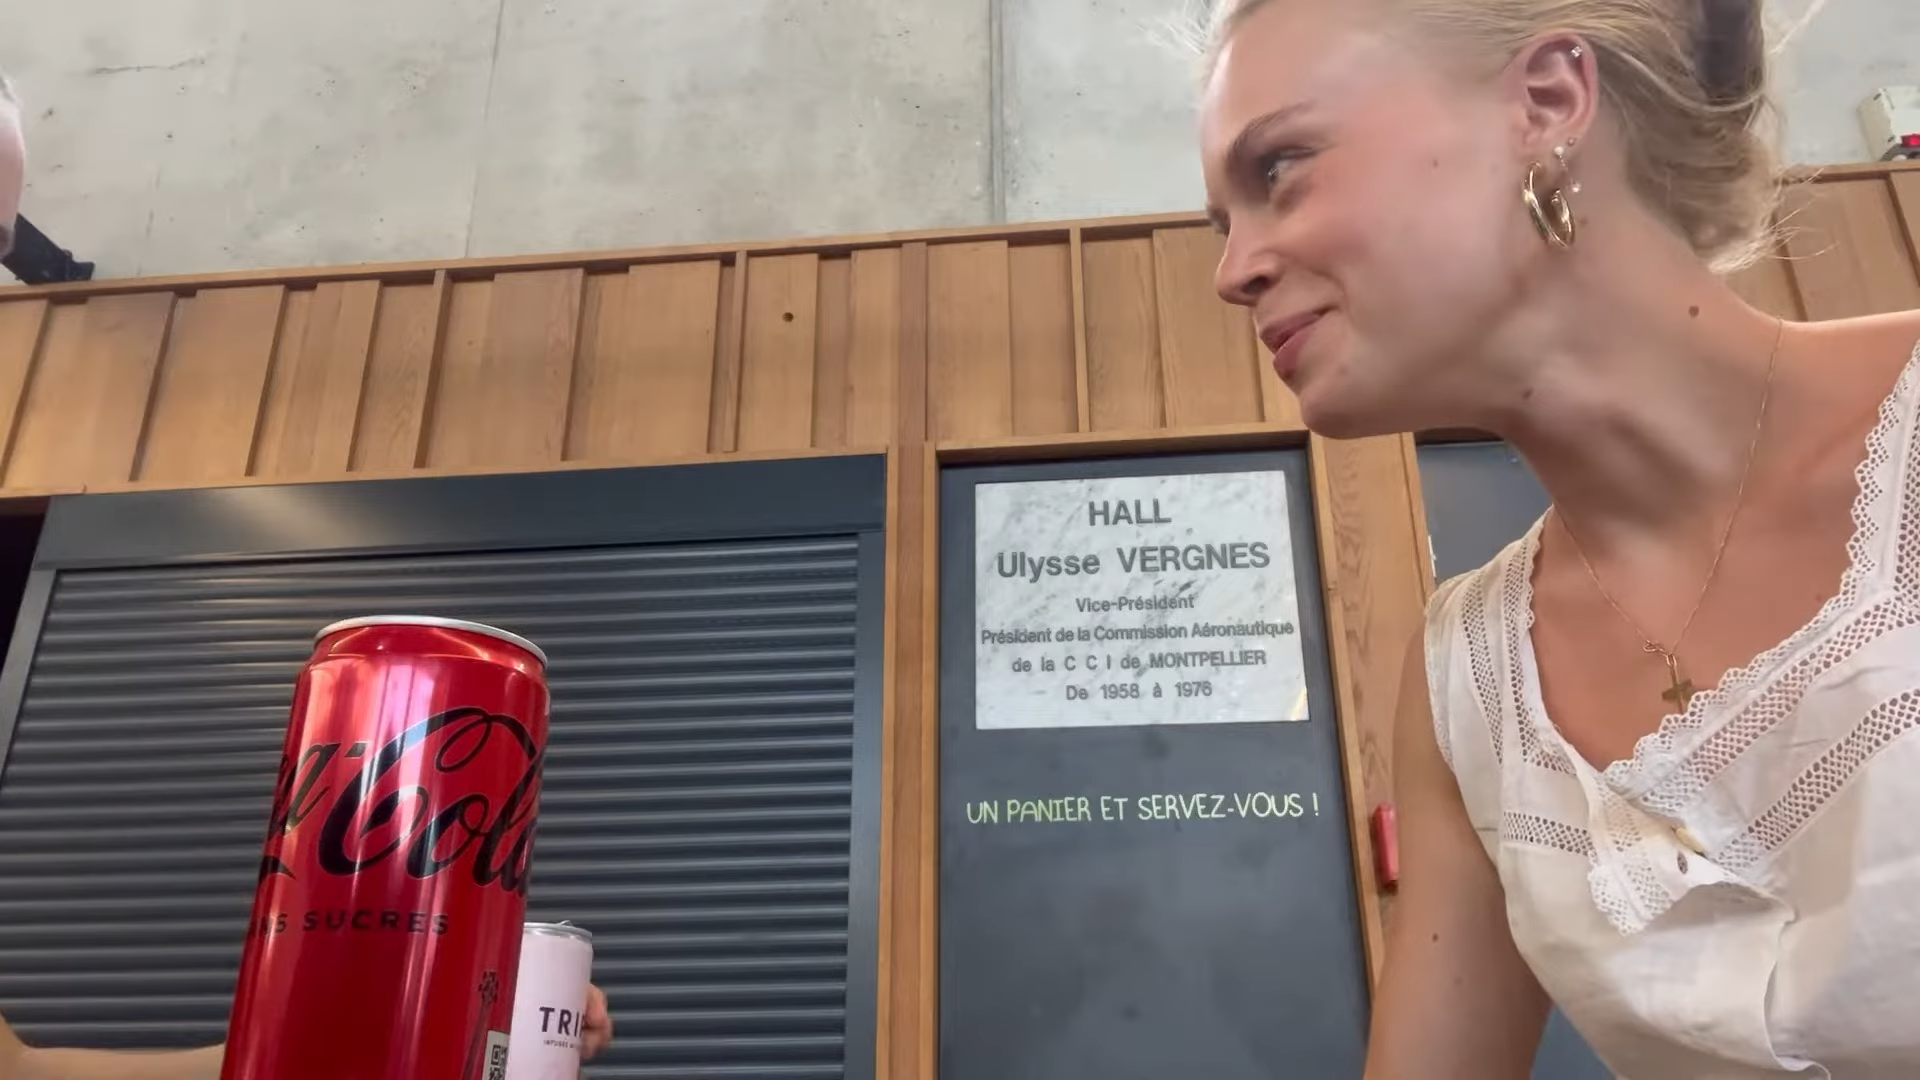 HALL
Ulysse VERGNES
Vice-Président
Président de la Commission Aéronautique
de la C C I de MONTPELLIER
De 1958 à 1976
UN PANIER ET SERVEZ-VOUS !
Cola
SUCRES
TRI